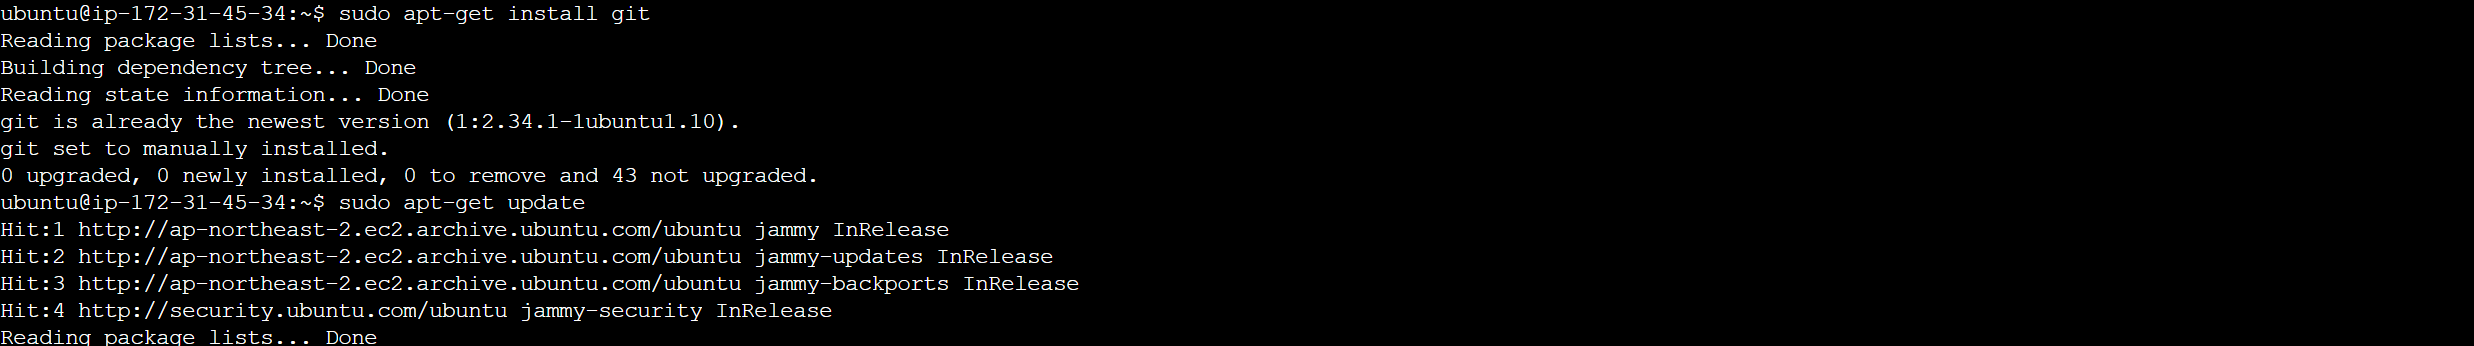 ubuntu@ip-172-31-45-34:~$ sudo apt-get install git
Reading package lists... Done
Building dependency tree... Done
Reading state information... Done
git is already the newest version (1:2.34.1-1ubuntu1.10).
git set to manually installed.
0 upgraded, 0 newly installed, 0 to remove and 43 not upgraded.
ubuntu@ip-172-31-45-34:~$ sudo apt-get update
Hit:1 http://ap-northeast-2.ec2.archive.ubuntu.com/ubuntu jammy InRelease
Hit:2 http://ap-northeast-2.ec2.archive.ubuntu.com/ubuntu jammy-updates InRelease
Hit:3 http://ap-northeast-2.ec2.archive.ubuntu.com/ubuntu jammy-backports InRelease
Hit:4 http://security.ubuntu.com/ubuntu jammy-security InRelease
Reading package lists... Done